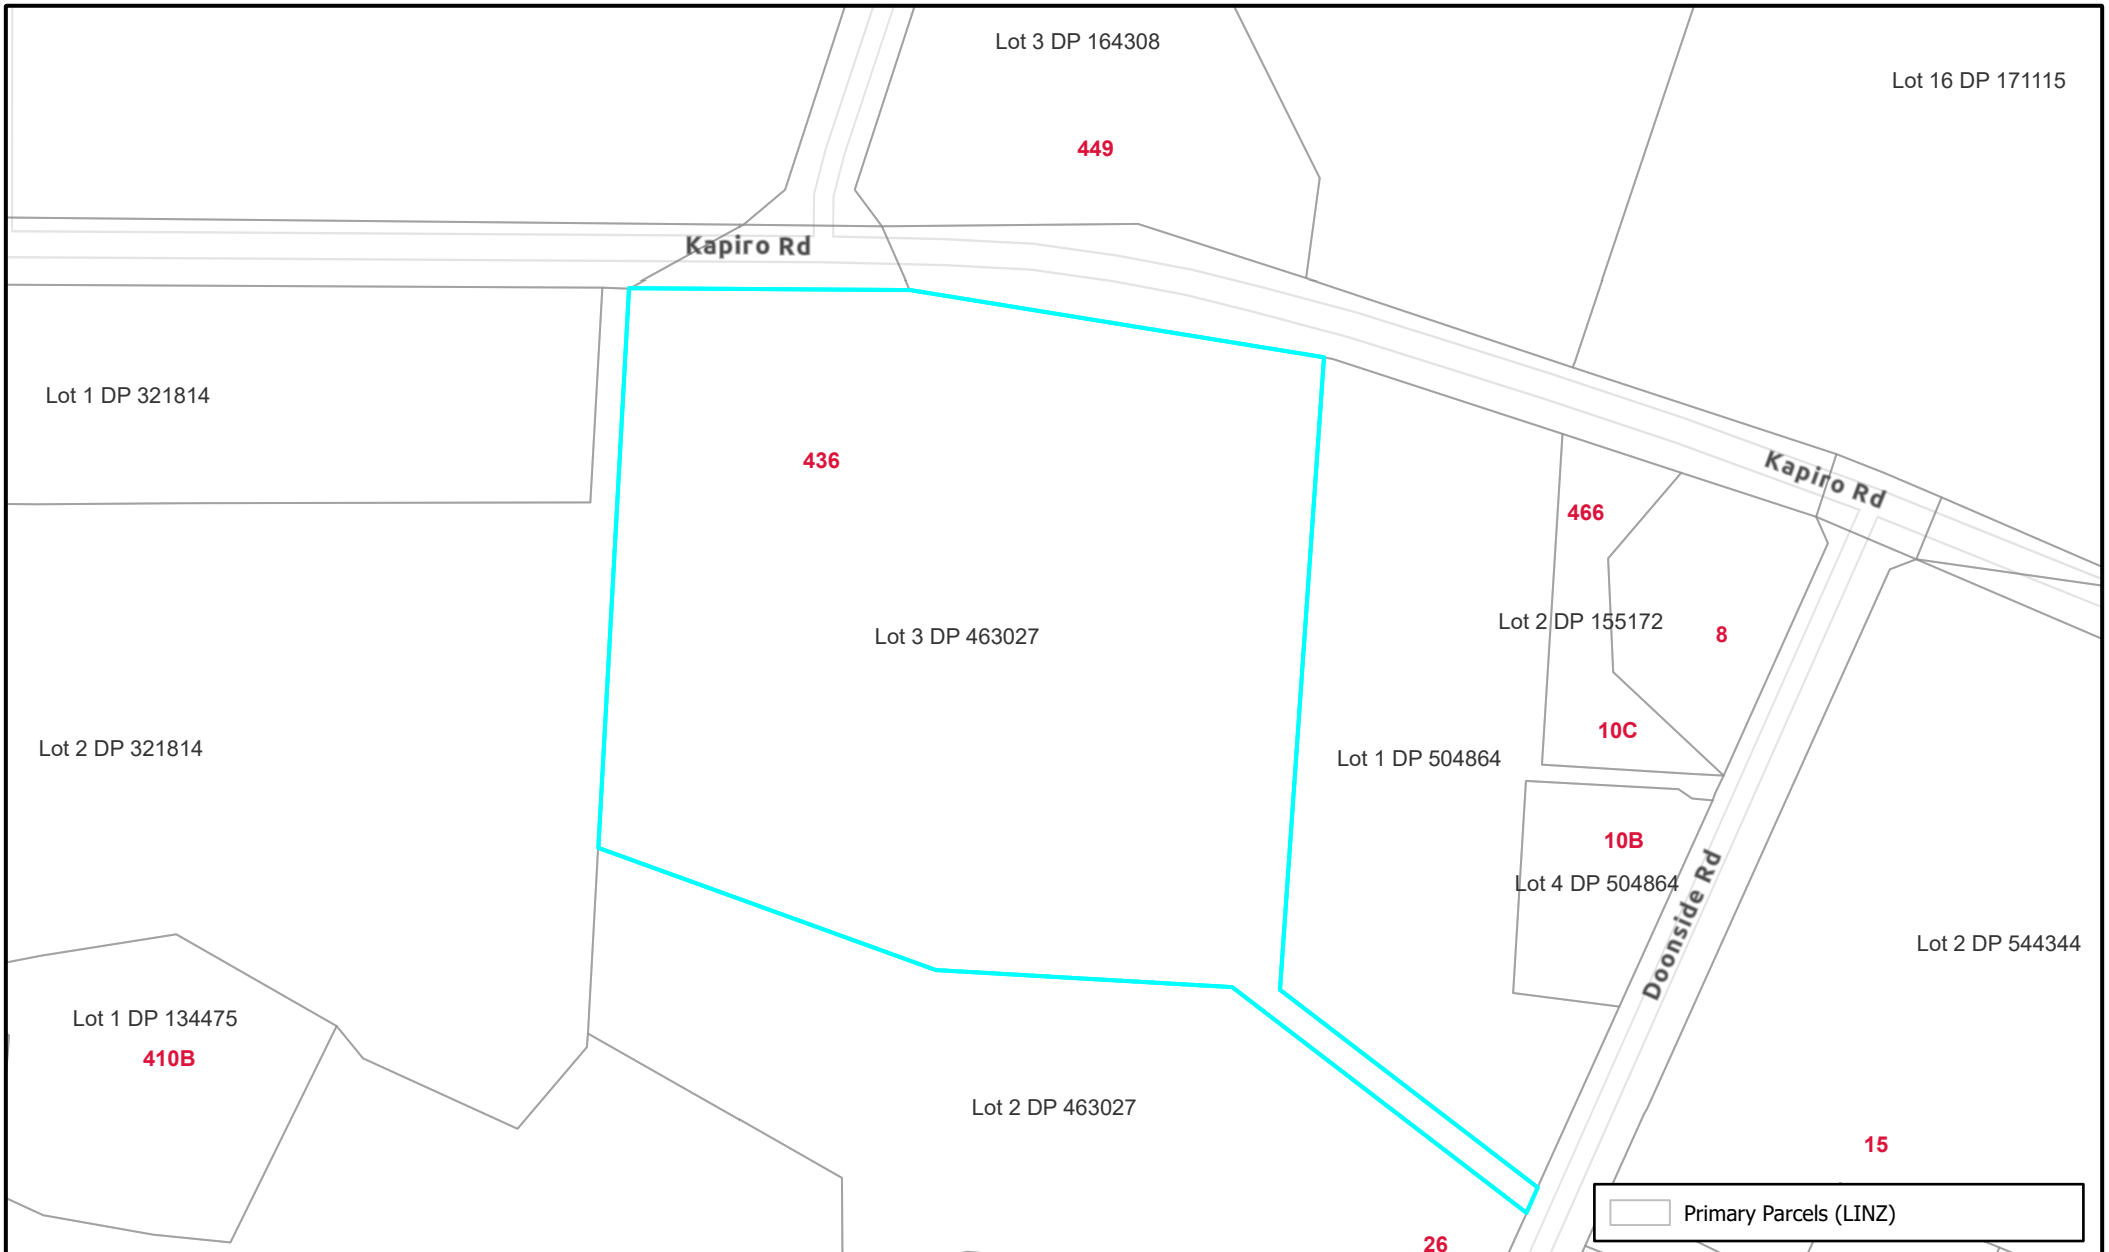 Lot 3 DP 164308
Lot 16 DP 171115
449
Kapiro Rd
Lot 1 DP 321814
436
Kapiro Rd
466
Lot 2 DP 155172
8
Lot 3 DP 463027
10C
Lot 2 DP 321814
Lot 1 DP 504864
10B
Lot 4 DP 504864
Doonside Rd
Lot 2 DP 544344
Lot 1 DP 134475
410B
Lot 2 DP 463027
15
Primary Parcels (LINZ)
26